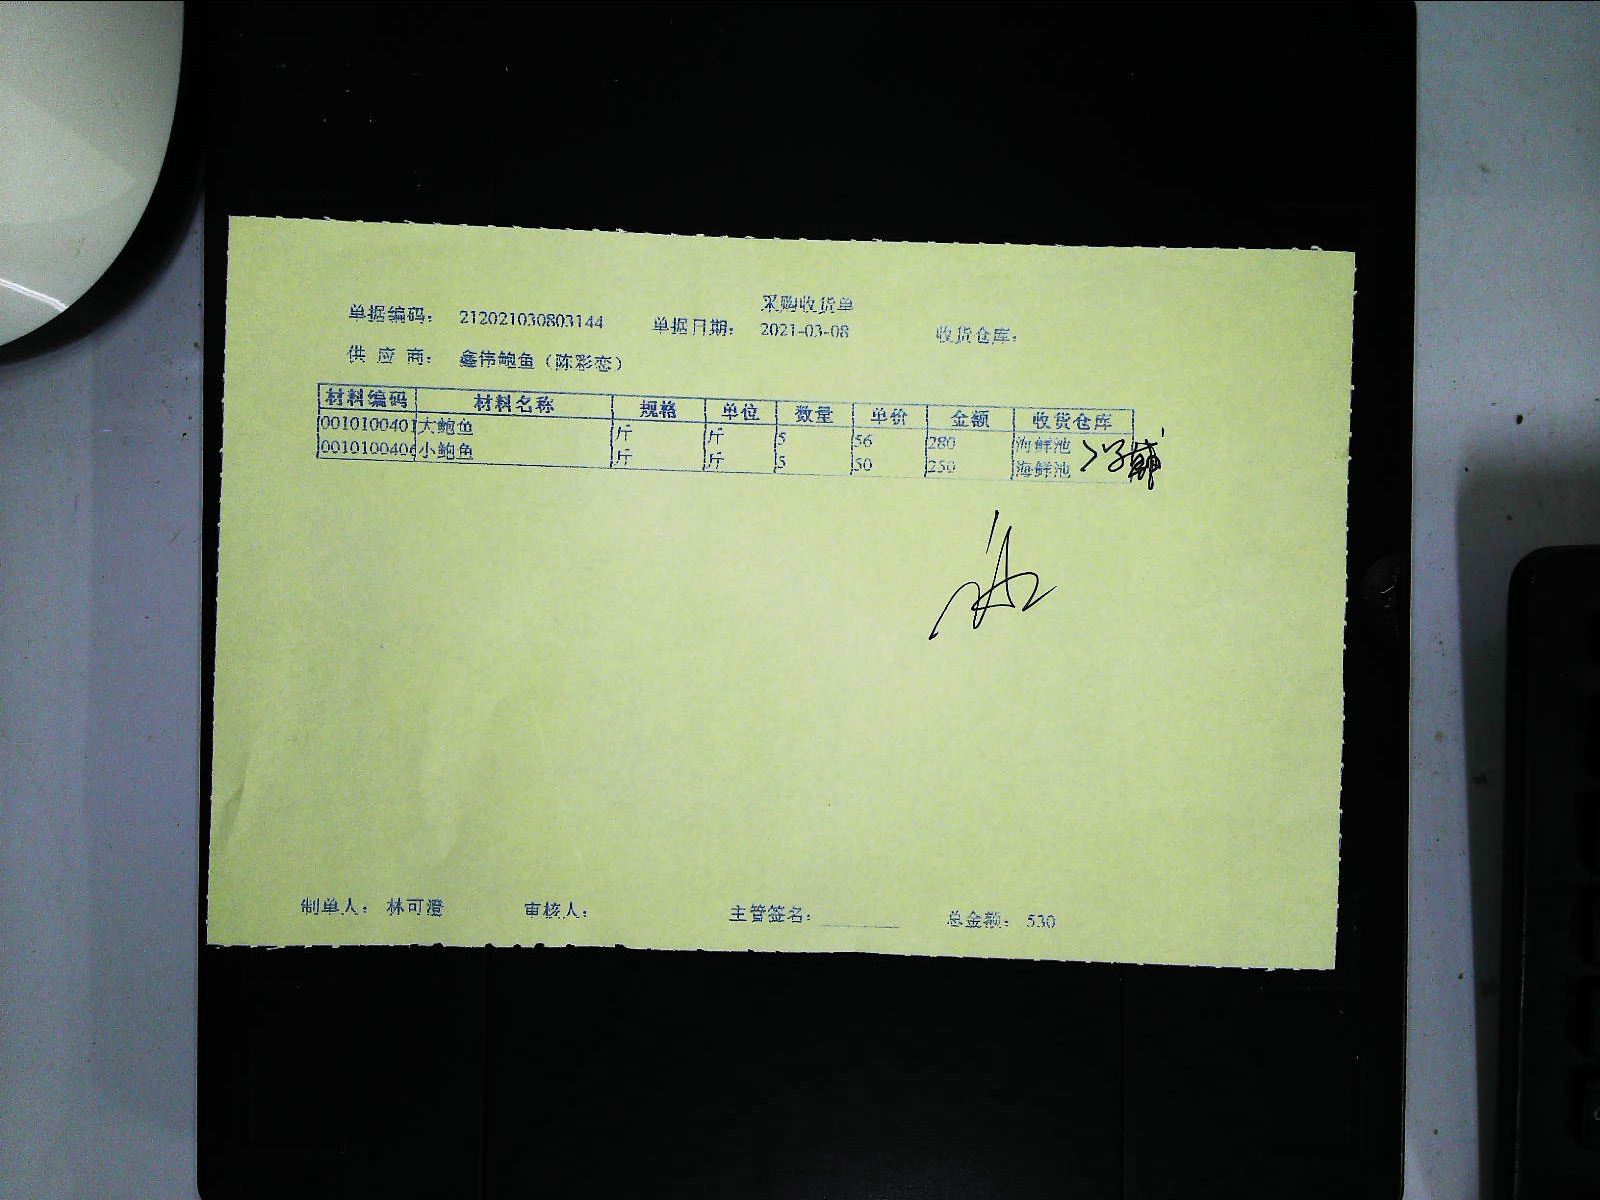 采购收货单
单据编码： 212021030803144 单据日期： 2021-03-08 收货仓库：
供 应 商： 鑫伟鲍鱼（陈彩恋）
材料编码 材料名称 规格 单位 数量 单价 金额 收货仓库
0010100401 大鲍鱼 斤 斤 5 56 280 海鲜池
0010100406 小鲍鱼 斤 斤 5 50 250 海鲜池
制单人： 林可澄 审核人： 主管签名： 总金额： 530